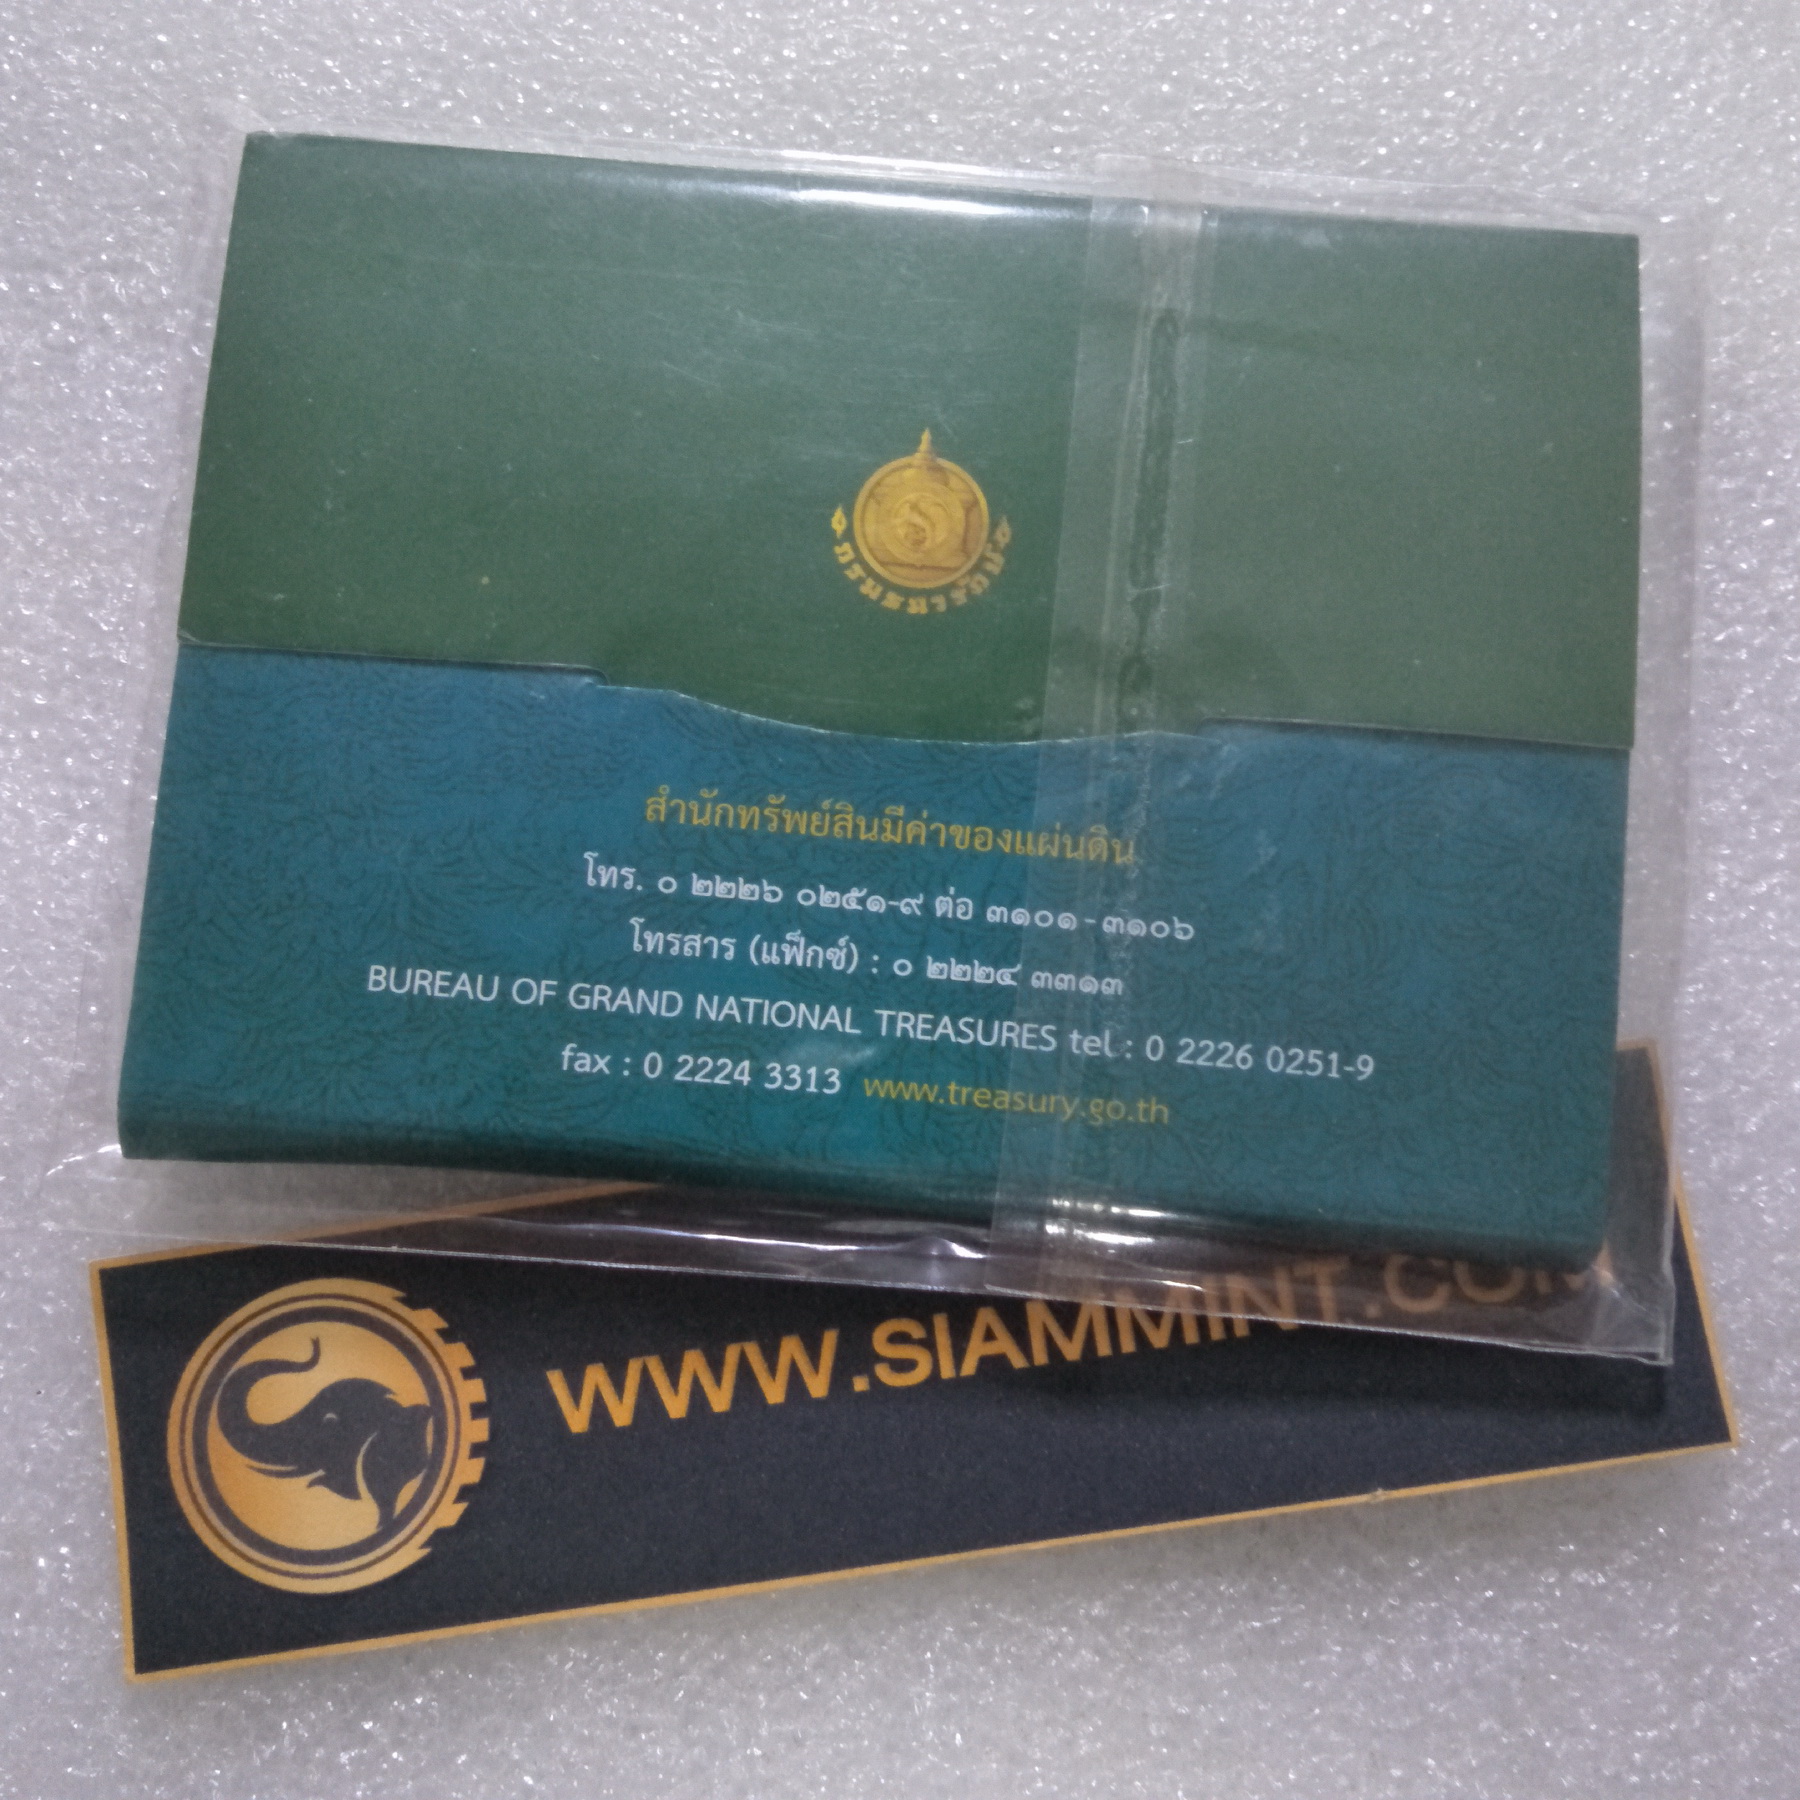 กรมธนารักษ์
สำนักทรัพย์สินมีค่าของแผ่นดิน
โทร. ๐ ๒๒๒๖ ๐๒๕๑-๙ ต่อ ๓๑๐๑ - ๓๑๐๖
โทรสาร (แฟ็กซ์) : ๐ ๒๒๒๔ ๓๓๑๓
BUREAU OF GRAND NATIONAL TREASURES tel : 0 2226 0251-9
fax : 0 2224 3313 www.treasury.go.th
WWW.SIAMMINT.COM